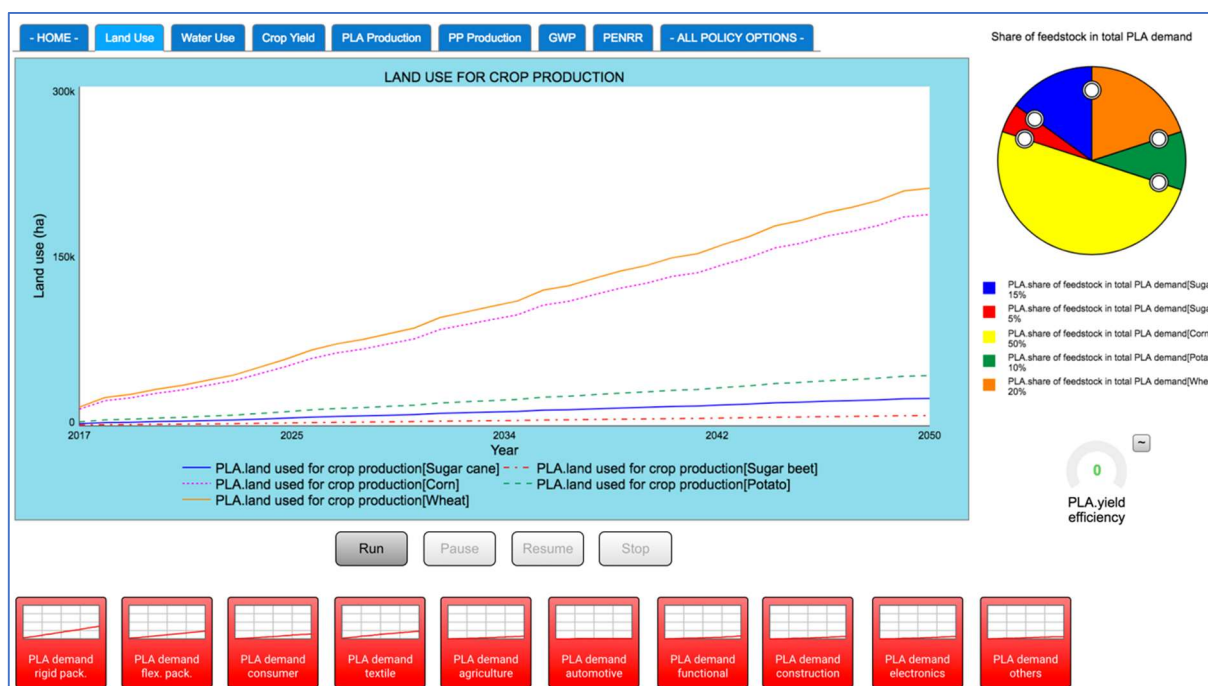 - HOME -
Land Use
Water Use
Crop Yield
PLA Production
PP Production
GWP
PENRR
- ALL POLICY OPTIONS -
LAND USE FOR CROP PRODUCTION
300k
150k
0
Land use (ha)
2017
2025
2034
2042
2050
Year
PLA.land used for crop production[Sugar cane]
PLA.land used for crop production[Sugar beet]
PLA.land used for crop production[Corn]
PLA.land used for crop production[Potato]
PLA.land used for crop production[Wheat]
Share of feedstock in total PLA demand
PLA.share of feedstock in total PLA demand[Suga
15%
PLA.share of feedstock in total PLA demand[Suga
5%
PLA.share of feedstock in total PLA demand[Corn
50%
PLA.share of feedstock in total PLA demand[Pota
10%
PLA.share of feedstock in total PLA demand[Whe
20%
~
0
PLA.yield
efficiency
Run
Pause
Resume
Stop
PLA demand
rigid pack.
PLA demand
flex. pack.
PLA demand
consumer
PLA demand
textile
PLA demand
agriculture
PLA demand
automotive
PLA demand
functional
PLA demand
construction
PLA demand
electronics
PLA demand
others